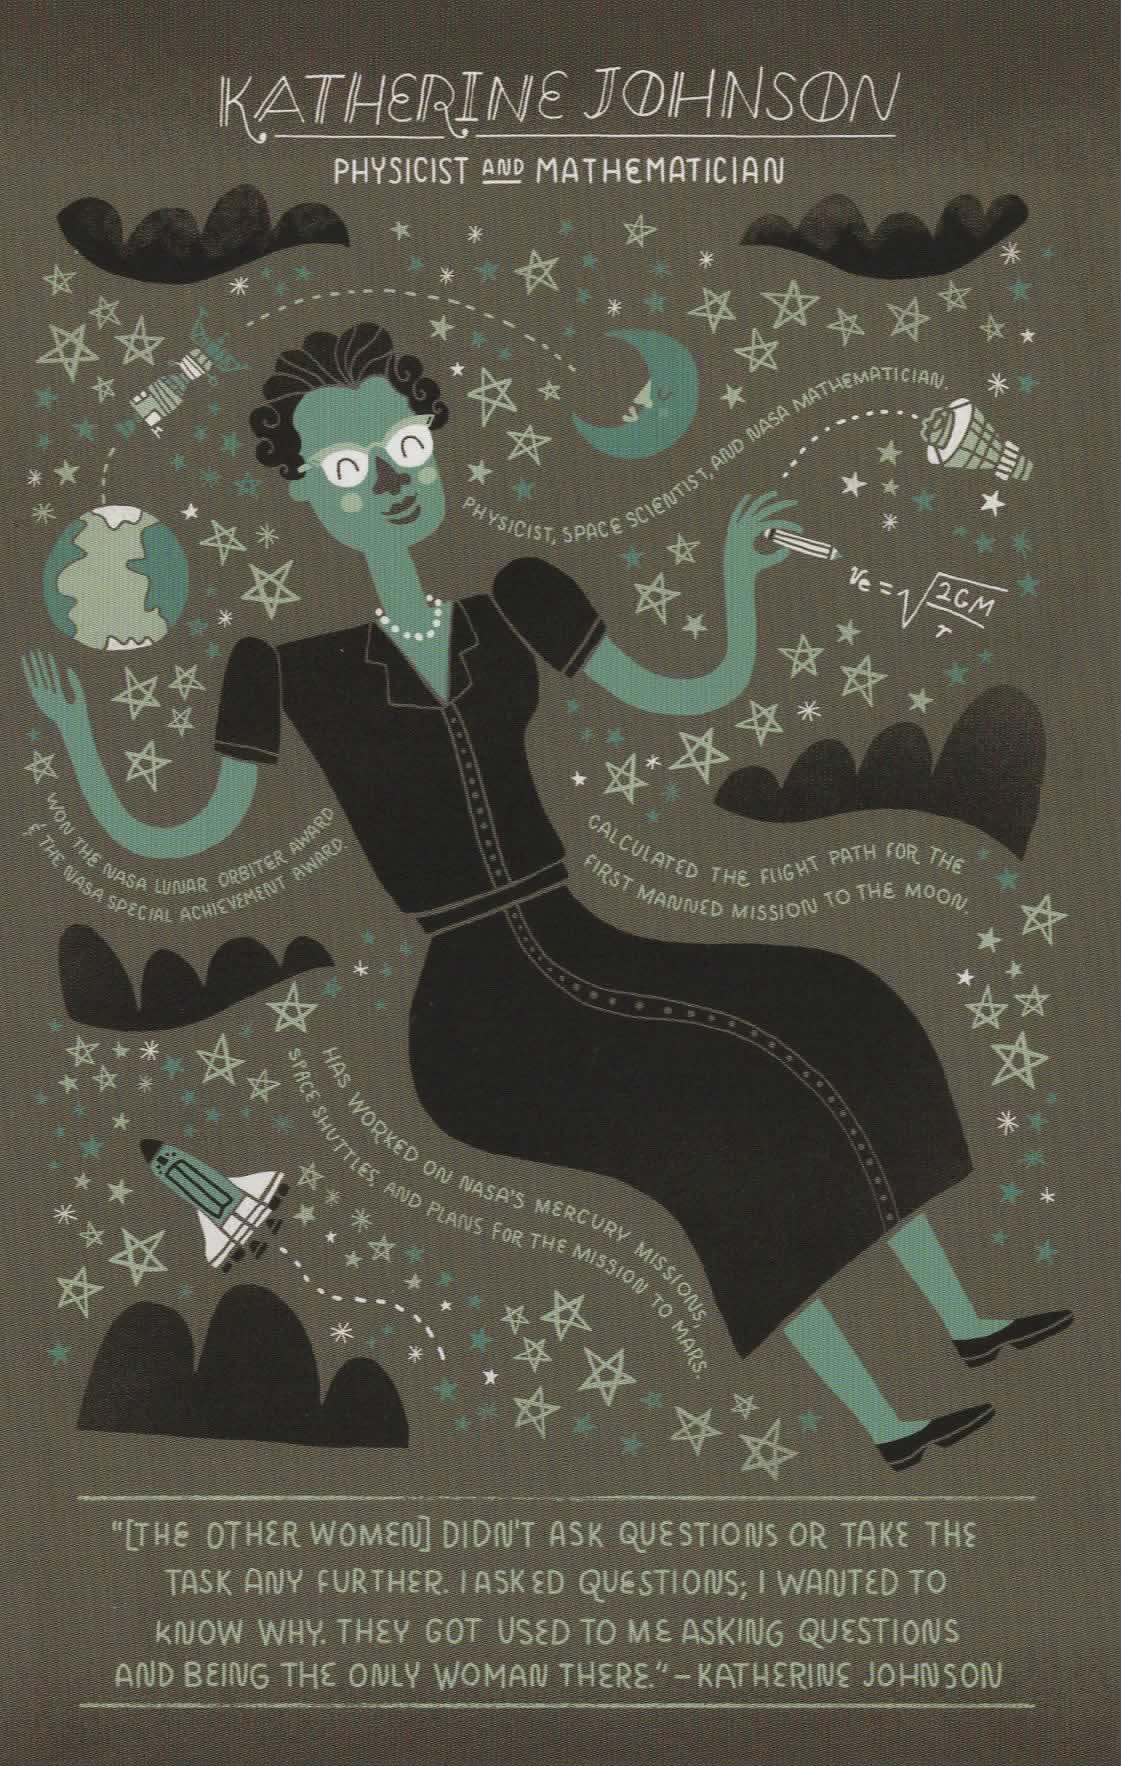 KATHERINE JOHNSON
PHYSICIST AND MATHEMATICIAN
PHYSICIST, SPACE SCIENTIST, AND NASA MATHEMATICIAN.
ve = √2GM
r
WON THE NASA LUNAR ORBITER AWARD
& THE NASA SPECIAL ACHIEVEMENT AWARD.
CALCULATED THE FLIGHT PATH FOR THE
FIRST MANNED MISSION TO THE MOON.
HAS WORKED ON NASA'S MERCURY MISSIONS,
SPACE SHUTTLES, AND PLANS FOR THE MISSION TO MARS.
"[THE OTHER WOMEN] DIDN'T ASK QUESTIONS OR TAKE THE
TASK ANY FURTHER. I ASKED QUESTIONS; I WANTED TO
KNOW WHY. THEY GOT USED TO ME ASKING QUESTIONS
AND BEING THE ONLY WOMAN THERE." – KATHERINE JOHNSON